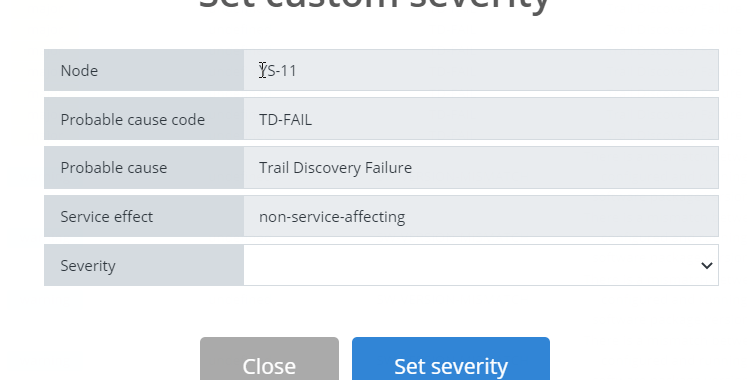 Set custom severity
Node YS-11
Probable cause code TD-FAIL
Probable cause Trail Discovery Failure
Service effect non-service-affecting
Severity
Close Set severity